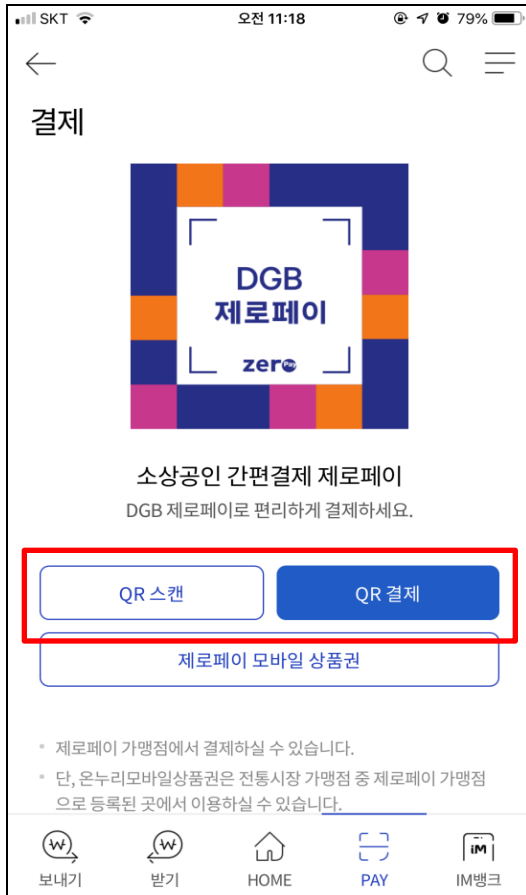 SKT 오전 11:18 79%
결제
DGB
제로페이
zero Pay
소상공인 간편결제 제로페이
DGB 제로페이로 편리하게 결제하세요.
QR 스캔 QR 결제
제로페이 모바일 상품권
제로페이 가맹점에서 결제하실 수 있습니다.
단, 온누리모바일상품권은 전통시장 가맹점 중 제로페이 가맹점
으로 등록된 곳에서 이용하실 수 있습니다.
보내기 받기 HOME PAY iM IM뱅크